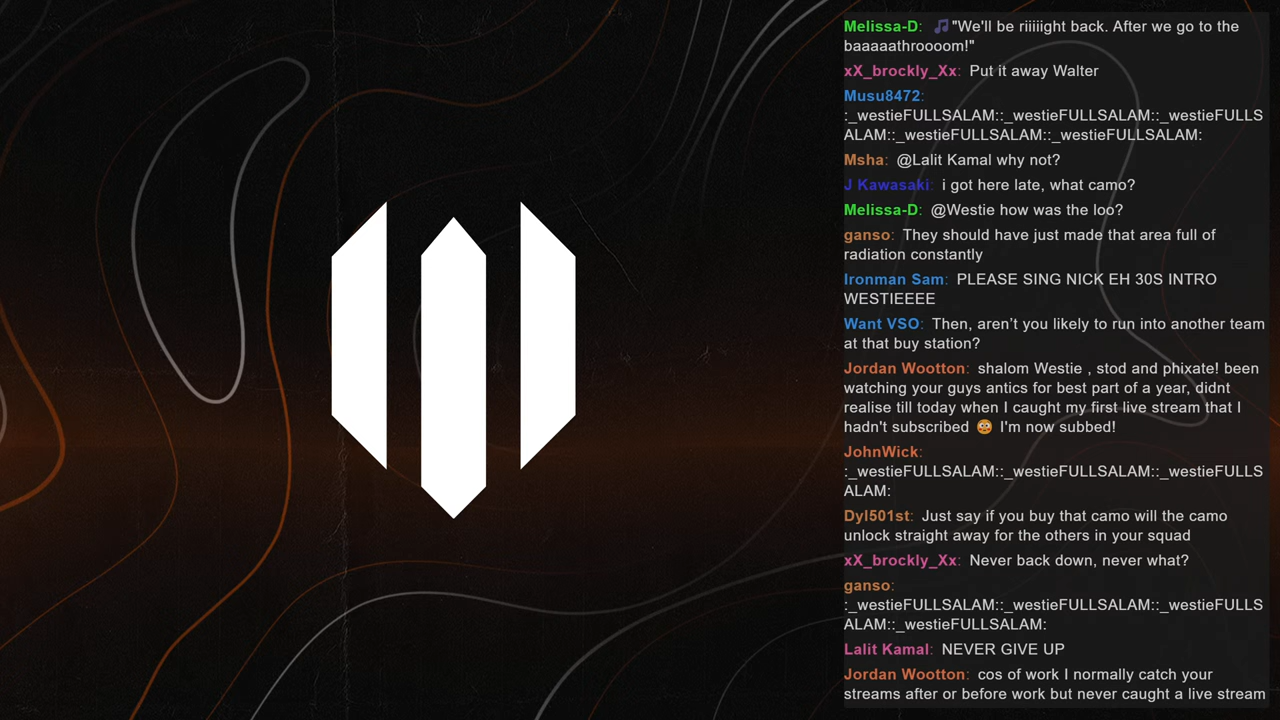 Melissa-D: 🎵"We'll be riiiiight back. After we go to the
baaaaathroooom!"
xX_brockly_Xx: Put it away Walter
Musu8472:
:_westieFULLSALAM::_westieFULLSALAM::_westieFULLS
ALAM::_westieFULLSALAM::_westieFULLSALAM:
Msha: @Lalit Kamal why not?
J Kawasaki: i got here late, what camo?
Melissa-D: @Westie how was the loo?
ganso: They should have just made that area full of
radiation constantly
Ironman Sam: PLEASE SING NICK EH 30S INTRO
WESTIEEEE
Want VSO: Then, aren't you likely to run into another team
at that buy station?
Jordan Wootton: shalom Westie , stod and phixate! been
watching your guys antics for best part of a year, didnt
realise till today when I caught my first live stream that I
hadn't subscribed 😳 I'm now subbed!
JohnWick:
:_westieFULLSALAM::_westieFULLSALAM::_westieFULLS
ALAM:
Dyl501st: Just say if you buy that camo will the camo
unlock straight away for the others in your squad
xX_brockly_Xx: Never back down, never what?
ganso:
:_westieFULLSALAM::_westieFULLSALAM::_westieFULLS
ALAM::_westieFULLSALAM:
Lalit Kamal: NEVER GIVE UP
Jordan Wootton: cos of work I normally catch your
streams after or before work but never caught a live stream